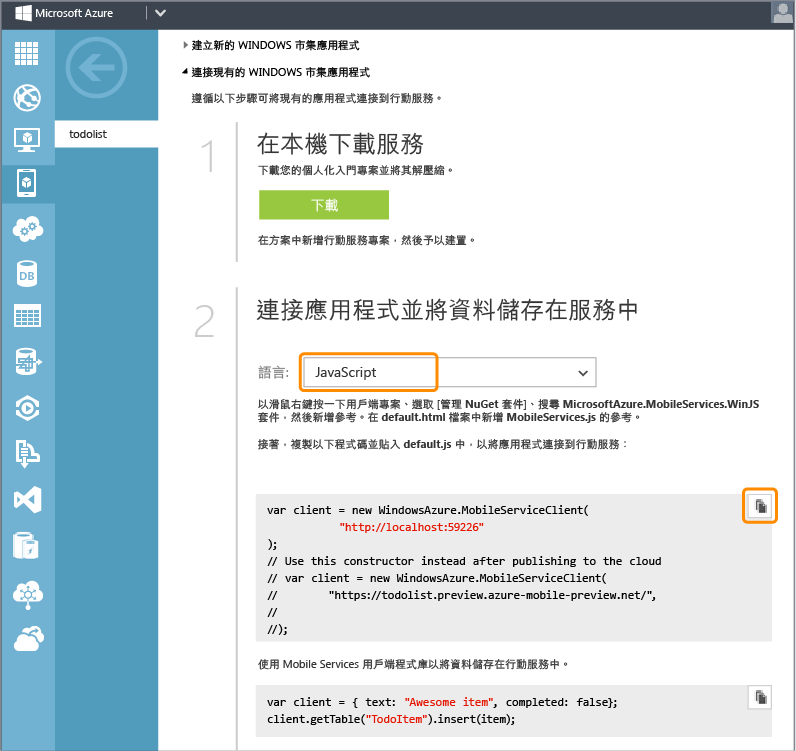 Microsoft Azure
建立新的 WINDOWS 市集應用程式
連接現有的 WINDOWS 市集應用程式
遵循以下步驟可將現有的應用程式連接到行動服務。
todolist
1
在本機下載服務
下載您的個人化入門專案並將其解壓縮。
下載
在方案中新增行動服務專案，然後予以建置。
2
連接應用程式並將資料儲存在服務中
語言:
JavaScript
以滑鼠右鍵按一下用戶端專案、選取 [管理 NuGet 套件]、搜尋 MicrosoftAzure.MobileServices.WinJS
套件，然後新增參考。在 default.html 檔案中新增 MobileServices.js 的參考。
接著，複製以下程式碼並貼入 default.js 中，以將應用程式連接到行動服務：
var client = new WindowsAzure.MobileServiceClient(
"http://localhost:59226"
);
// Use this constructor instead after publishing to the cloud
// var client = new WindowsAzure.MobileServiceClient(
// "https://todolist.preview.azure-mobile-preview.net/",
//
//);
使用 Mobile Services 用戶端程式庫以將資料儲存在行動服務中。
var client = { text: "Awesome item", completed: false};
client.getTable("TodoItem").insert(item);
DB